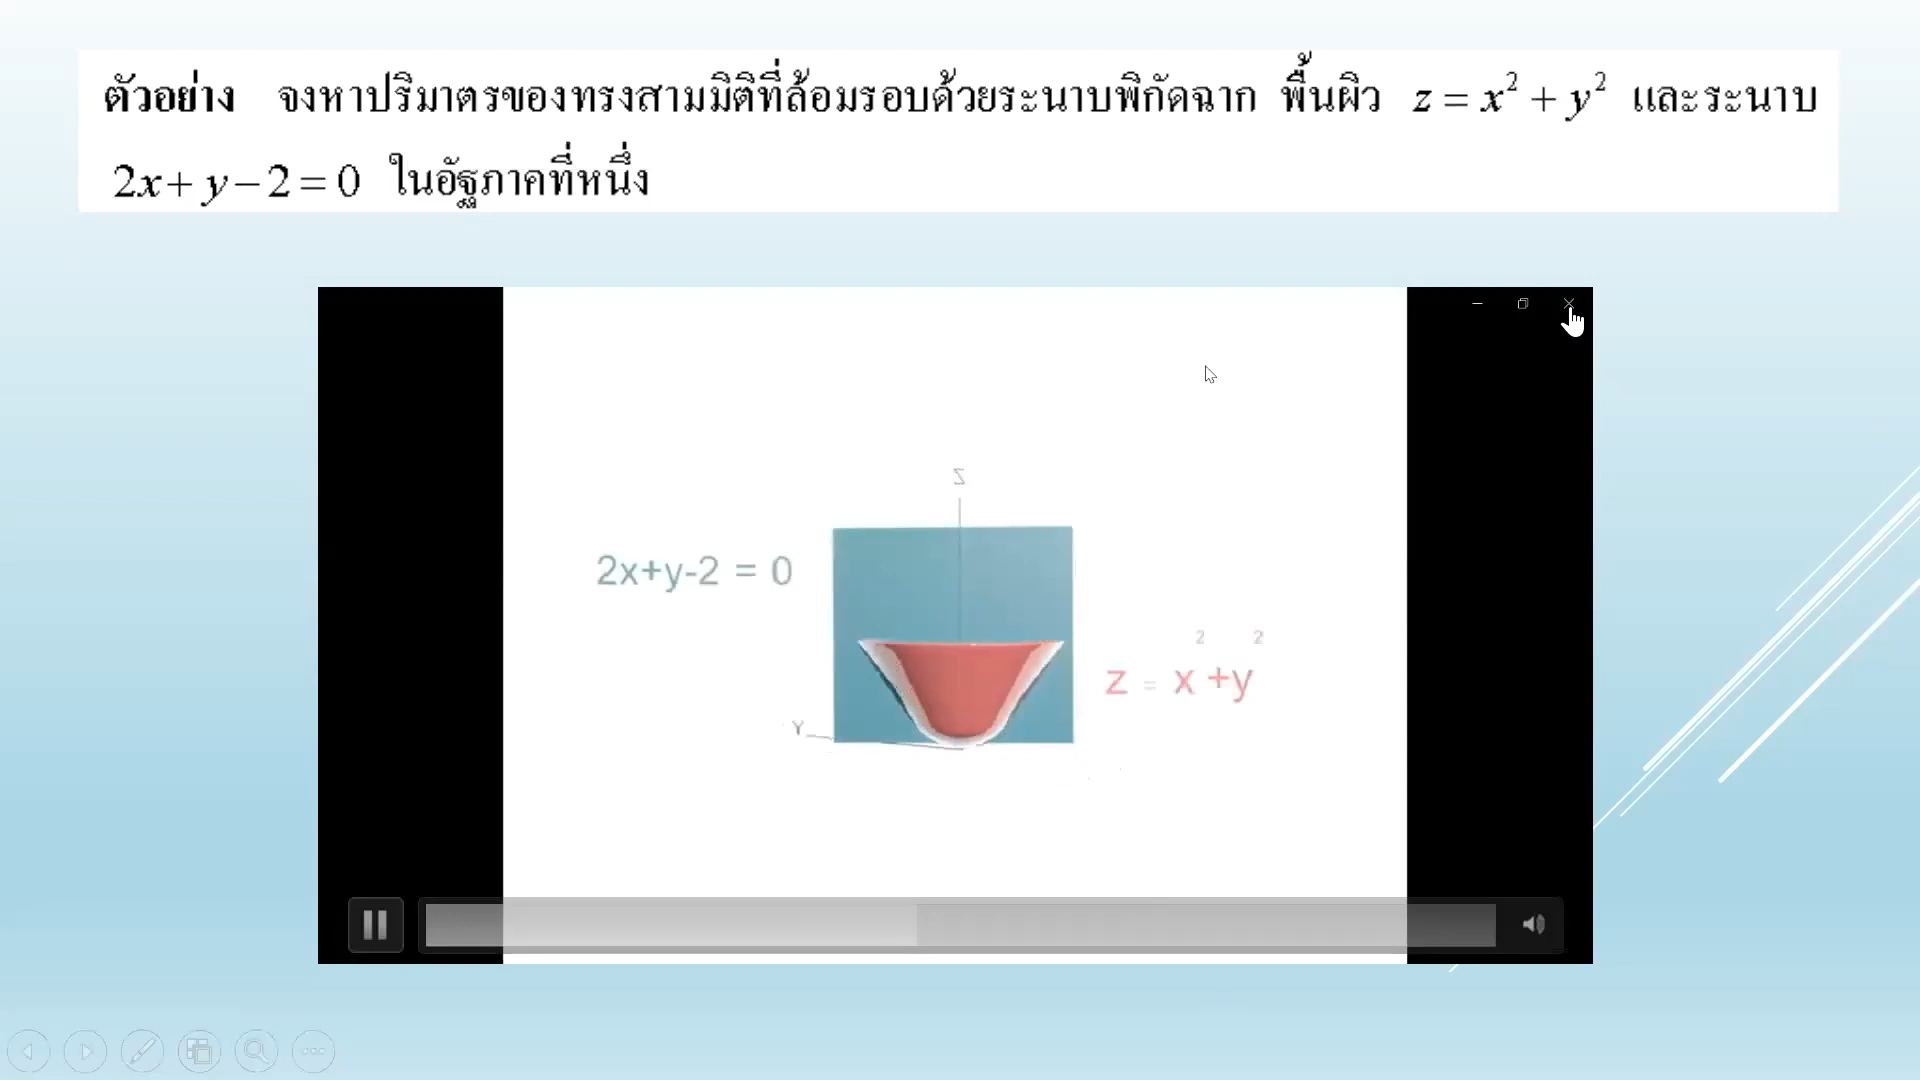 ตัวอย่าง จงหาปริมาตรของทรงสามมิติที่ล้อมรอบด้วยระนาบพิกัดฉาก พื้นผิว z = x² + y² และระนาบ
2x + y − 2 = 0 ในอัฐภาคที่หนึ่ง
Z
2x+y-2 = 0
z = x² +y²
Y